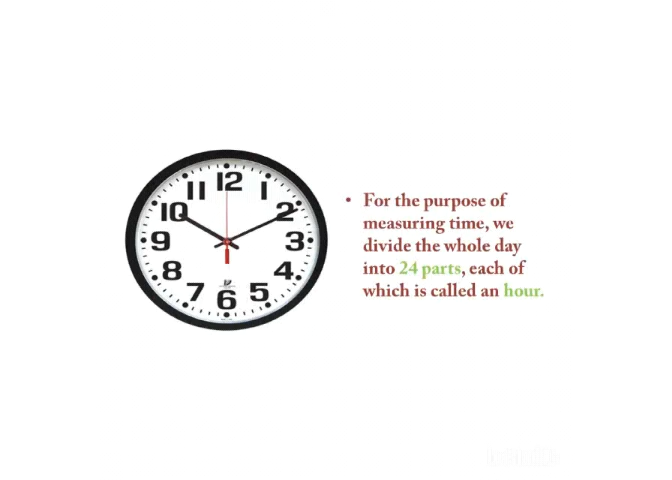 12
11
1
10
2
9
3
8
4
7
5
6
• For the purpose of
measuring time, we
divide the whole day
into 24 parts, each of
which is called an hour.